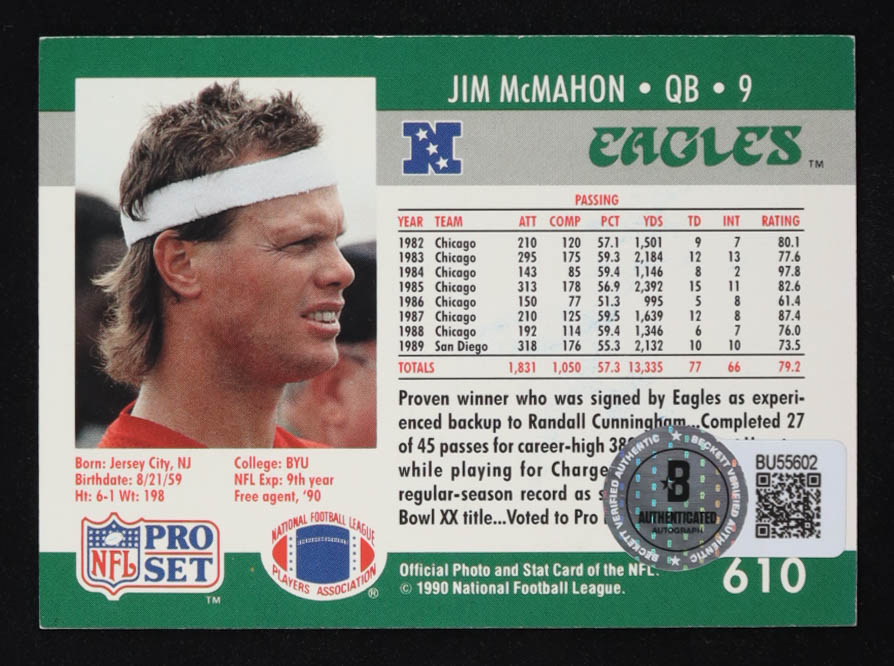 JIM McMAHON • QB • 9
N
EAGLES ™
PASSING
YEAR TEAM ATT COMP PCT YDS TD INT RATING
1982 Chicago 210 120 57.1 1,501 9 7 80.1
1983 Chicago 295 175 59.3 2,184 12 13 77.6
1984 Chicago 143 85 59.4 1,146 8 2 97.8
1985 Chicago 313 178 56.9 2,392 15 11 82.6
1986 Chicago 150 77 51.3 995 5 8 61.4
1987 Chicago 210 125 59.5 1,639 12 8 87.4
1988 Chicago 192 114 59.4 1,346 6 7 76.0
1989 San Diego 318 176 55.3 2,132 10 10 73.5
TOTALS 1,831 1,050 57.3 13,335 77 66 79.2
Proven winner who was signed by Eagles as experi-
enced backup to Randall Cunningham...Completed 27
of 45 passes for career-high
while playing for Charge
regular-season record as
Bowl XX title...Voted to Pro
Born: Jersey City, NJ
Birthdate: 8/21/59
Ht: 6-1 Wt: 198
College: BYU
NFL Exp: 9th year
Free agent, '90
NFL PRO SET ™
NATIONAL FOOTBALL LEAGUE
PLAYERS ASSOCIATION ®
BECKETT VERIFIED AUTHENTIC ★ BECKETT VERIFIED AUTHENTIC ★
B
AUTHENTICATED
AUTOGRAPH
BU55602
Official Photo and Stat Card of the NFL.
© 1990 National Football League.
610